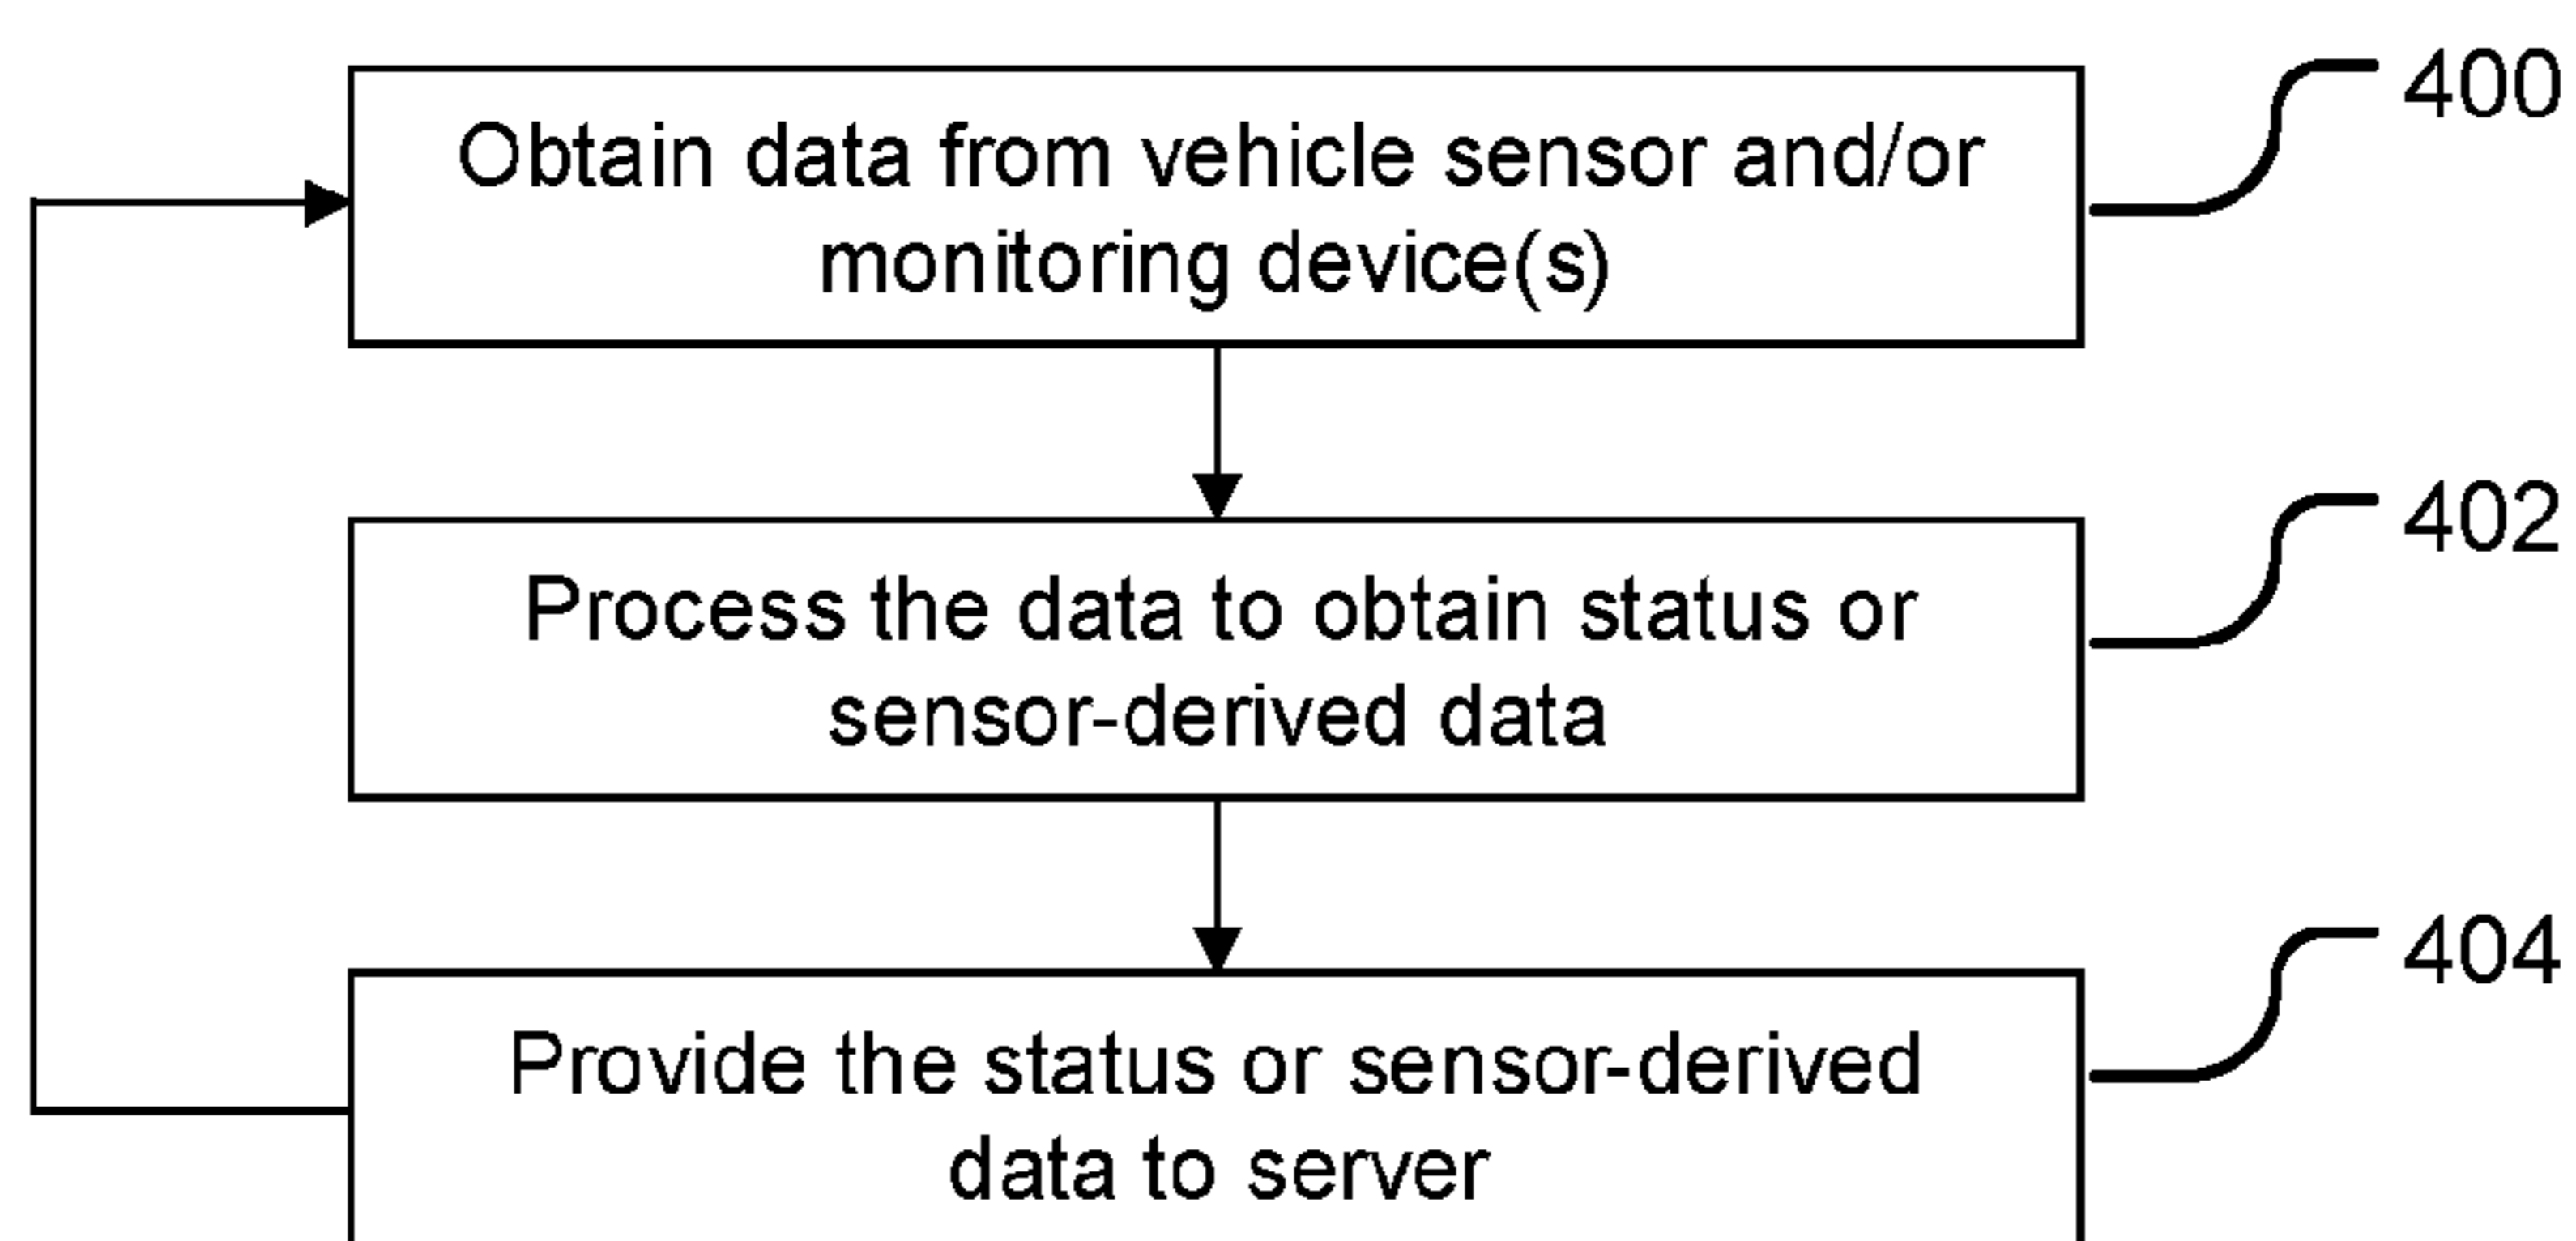 400
Obtain data from vehicle sensor and/or
monitoring device(s)
402
Process the data to obtain status or
sensor-derived data
404
Provide the status or sensor-derived
data to server